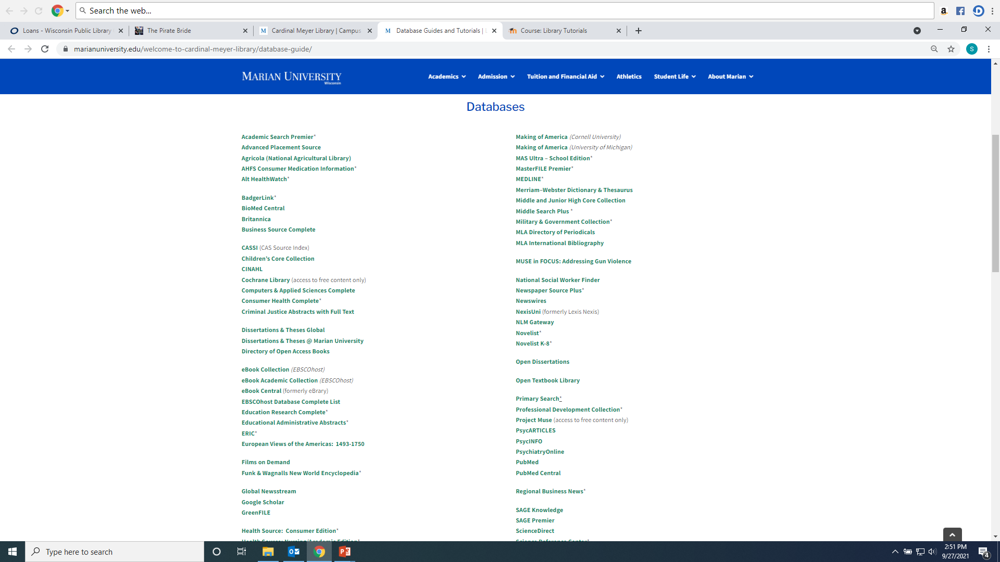 Search the web...
Loans - Wisconsin Public Library
The Pirate Bride
Cardinal Meyer Library | Campus
Database Guides and Tutorials |
Course: Library Tutorials
marianuniversity.edu/welcome-to-cardinal-meyer-library/database-guide/
S
MARIAN UNIVERSITY
Wisconsin
Academics
Admission
Tuition and Financial Aid
Athletics
Student Life
About Marian
Databases
Academic Search Premier*
Advanced Placement Source
Agricola (National Agricultural Library)
AHFS Consumer Medication Information*
Alt HealthWatch*
BadgerLink*
BioMed Central
Britannica
Business Source Complete
CASSI (CAS Source Index)
Children’s Core Collection
CINAHL
Cochrane Library (access to free content only)
Computers & Applied Sciences Complete
Consumer Health Complete*
Criminal Justice Abstracts with Full Text
Dissertations & Theses Global
Dissertations & Theses @ Marian University
Directory of Open Access Books
eBook Collection (EBSCOhost)
eBook Academic Collection (EBSCOhost)
eBook Central (formerly eBrary)
EBSCOhost Database Complete List
Education Research Complete*
Educational Administrative Abstracts*
ERIC*
European Views of the Americas: 1493-1750
Films on Demand
Funk & Wagnalls New World Encyclopedia*
Global Newsstream
Google Scholar
GreenFILE
Health Source: Consumer Edition*
Health Source: Nursing/Academic Edition*
Making of America (Cornell University)
Making of America (University of Michigan)
MAS Ultra – School Edition*
MasterFILE Premier*
MEDLINE*
Merriam–Webster Dictionary & Thesaurus
Middle and Junior High Core Collection
Middle Search Plus *
Military & Government Collection*
MLA Directory of Periodicals
MLA International Bibliography
MUSE in FOCUS: Addressing Gun Violence
National Social Worker Finder
Newspaper Source Plus*
Newswires
NexisUni (formerly Lexis Nexis)
NLM Gateway
Novelist*
Novelist K-8*
Open Dissertations
Open Textbook Library
Primary Search*
Professional Development Collection*
Project Muse (access to free content only)
PsycARTICLES
PsycINFO
PsychiatryOnline
PubMed
PubMed Central
Regional Business News*
SAGE Knowledge
SAGE Premier
ScienceDirect
Science Reference Center*
Type here to search
2:51 PM
9/27/2021
4